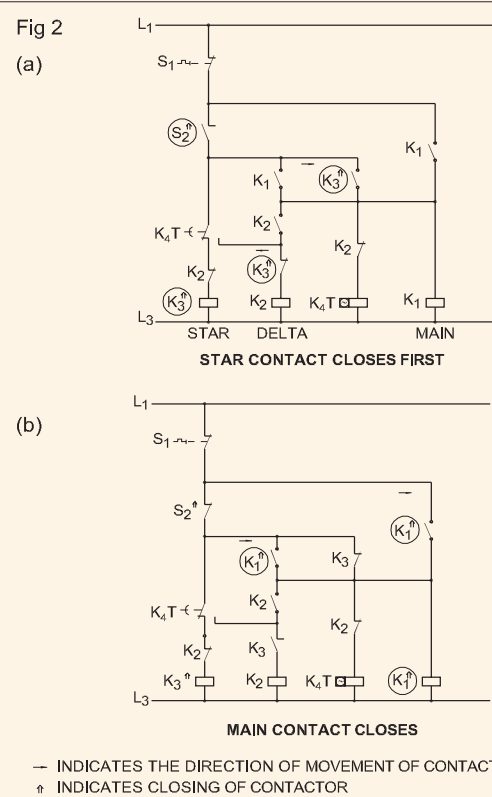 Fig 2
L1
(a)
S1
S2⇑
K1
K1
K3⇑
K2
K4T
K2
K3⇑
K2
K3⇑
K2
K4T
K1
L3
STAR DELTA MAIN
STAR CONTACT CLOSES FIRST
L1
(b)
S1
S2⇑
K1⇑
K1⇑
K3
K2
K4T
K2
K2
K3
K3⇑
K2
K4T
K1⇑
L3
MAIN CONTACT CLOSES
→ INDICATES THE DIRECTION OF MOVEMENT OF CONTACT
⇑ INDICATES CLOSING OF CONTACTOR